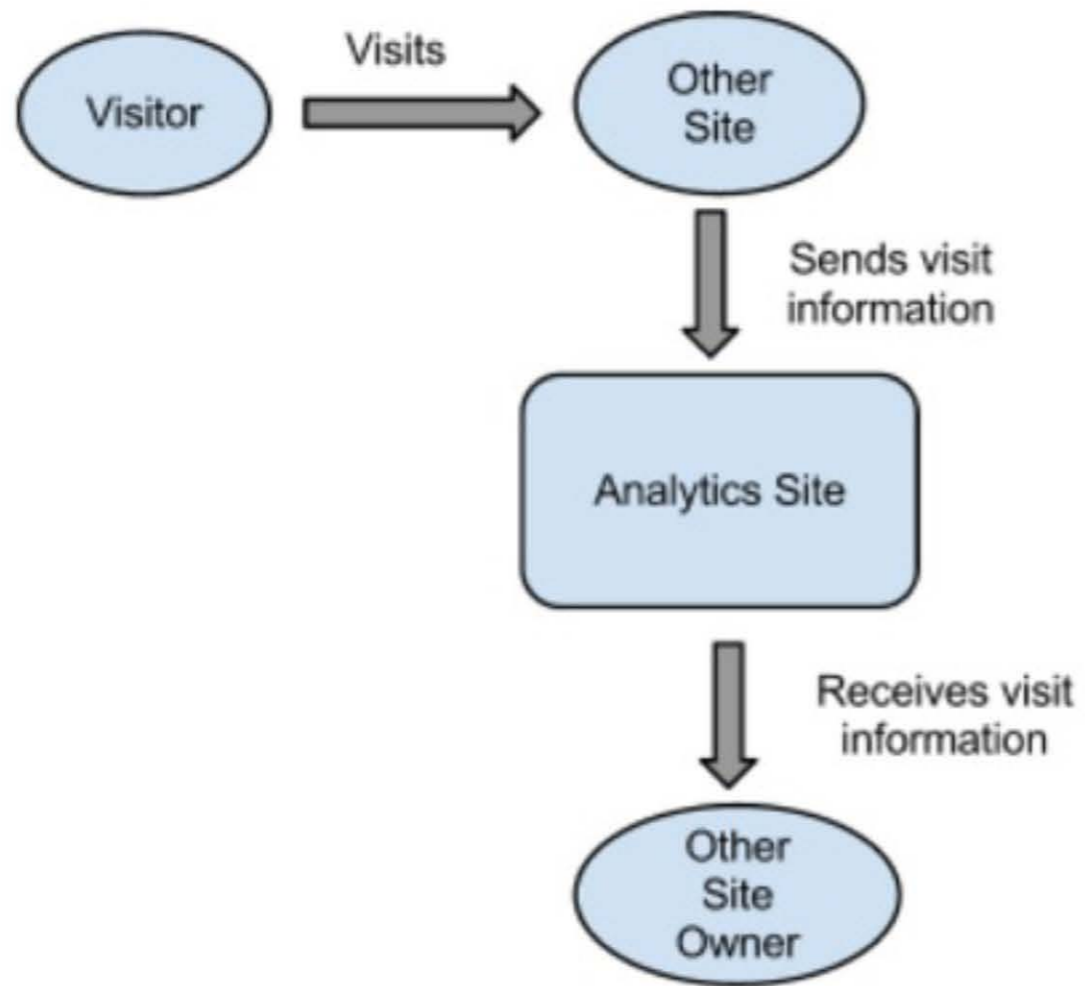 Visitor
Visits
Other
Site
Sends visit
information
Analytics Site
Receives visit
information
Other
Site
Owner